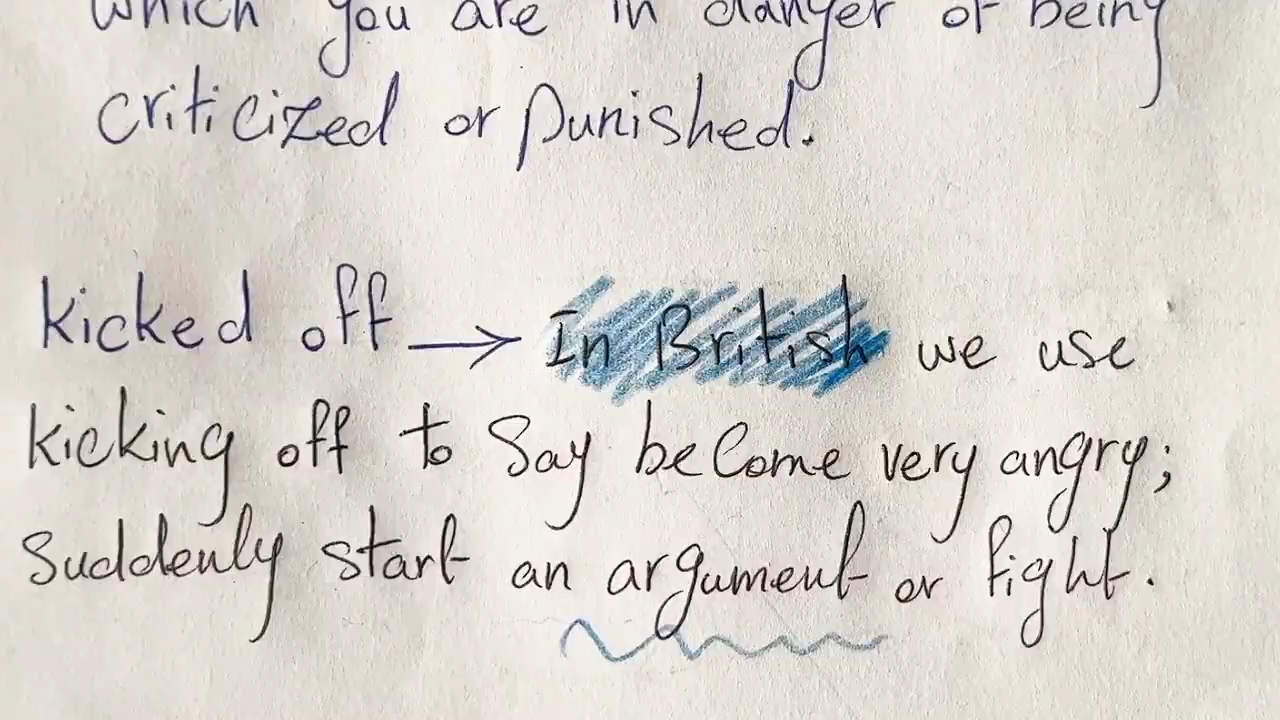 which you are in danger of being
criticized or punished.
kicked off → In British we use
kicking off to say become very angry;
suddenly start an argument or fight.